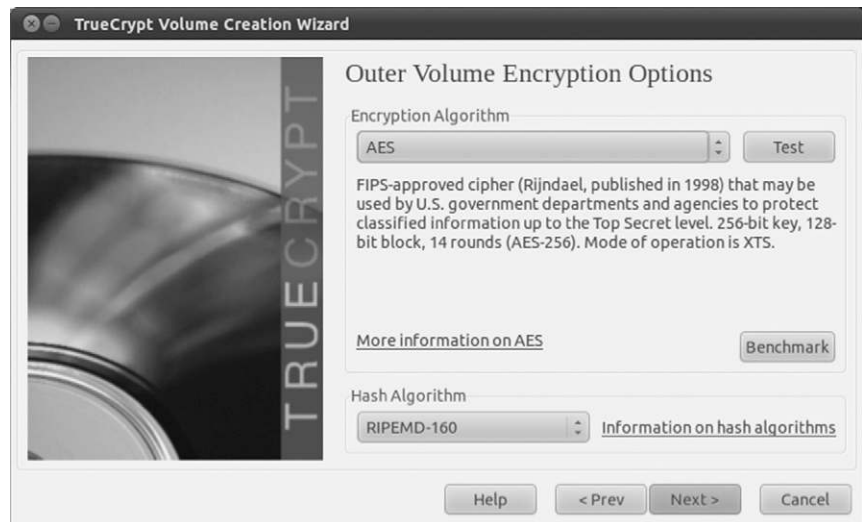 TrueCrypt Volume Creation Wizard
TRUECRYPT
Outer Volume Encryption Options
Encryption Algorithm
AES
Test
FIPS-approved cipher (Rijndael, published in 1998) that may be
used by U.S. government departments and agencies to protect
classified information up to the Top Secret level. 256-bit key, 128-
bit block, 14 rounds (AES-256). Mode of operation is XTS.
More information on AES
Benchmark
Hash Algorithm
RIPEMD-160
Information on hash algorithms
Help
< Prev
Next >
Cancel